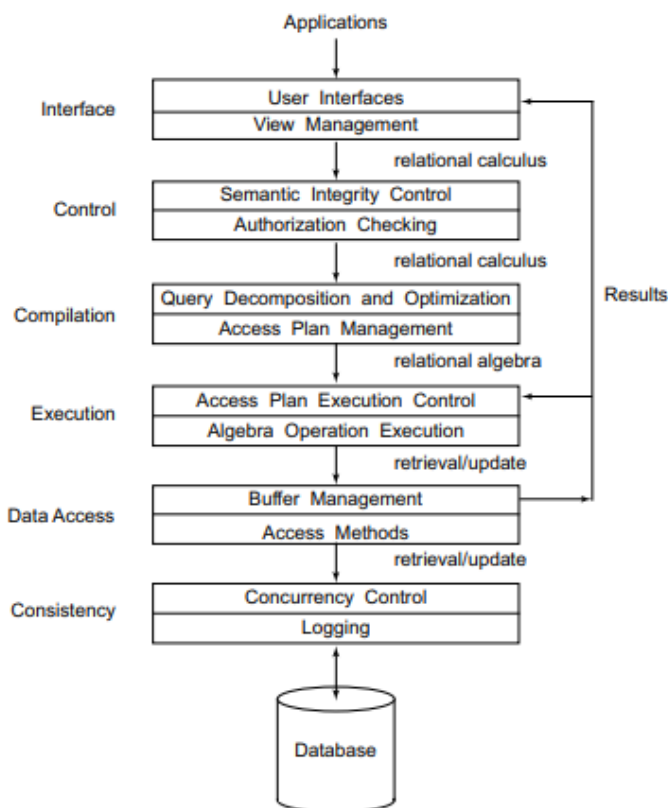 Applications
Interface
User Interfaces
View Management
relational calculus
Control
Semantic Integrity Control
Authorization Checking
relational calculus
Compilation
Query Decomposition and Optimization
Access Plan Management
Results
relational algebra
Execution
Access Plan Execution Control
Algebra Operation Execution
retrieval/update
Data Access
Buffer Management
Access Methods
retrieval/update
Consistency
Concurrency Control
Logging
Database